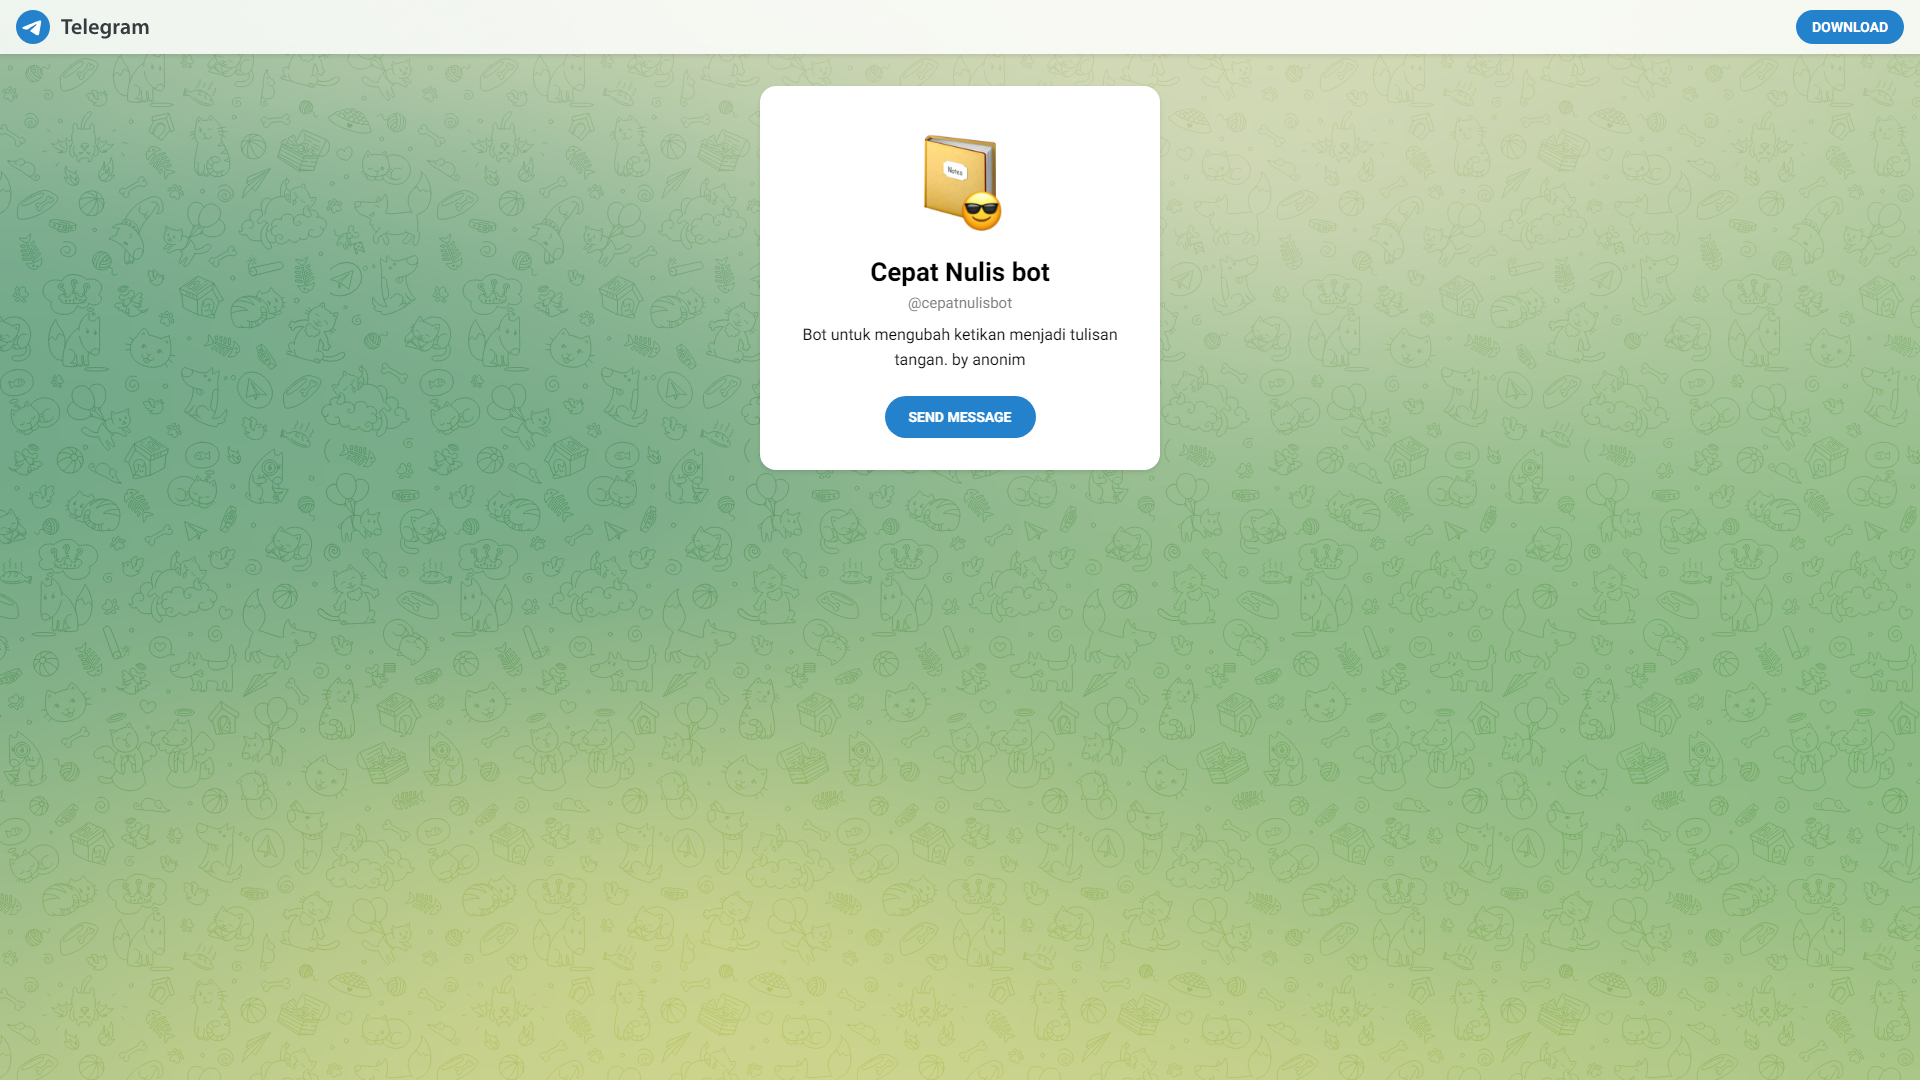 Telegram
DOWNLOAD
Notes
Cepat Nulis bot
@cepatnulisbot
Bot untuk mengubah ketikan menjadi tulisan
tangan. by anonim
SEND MESSAGE